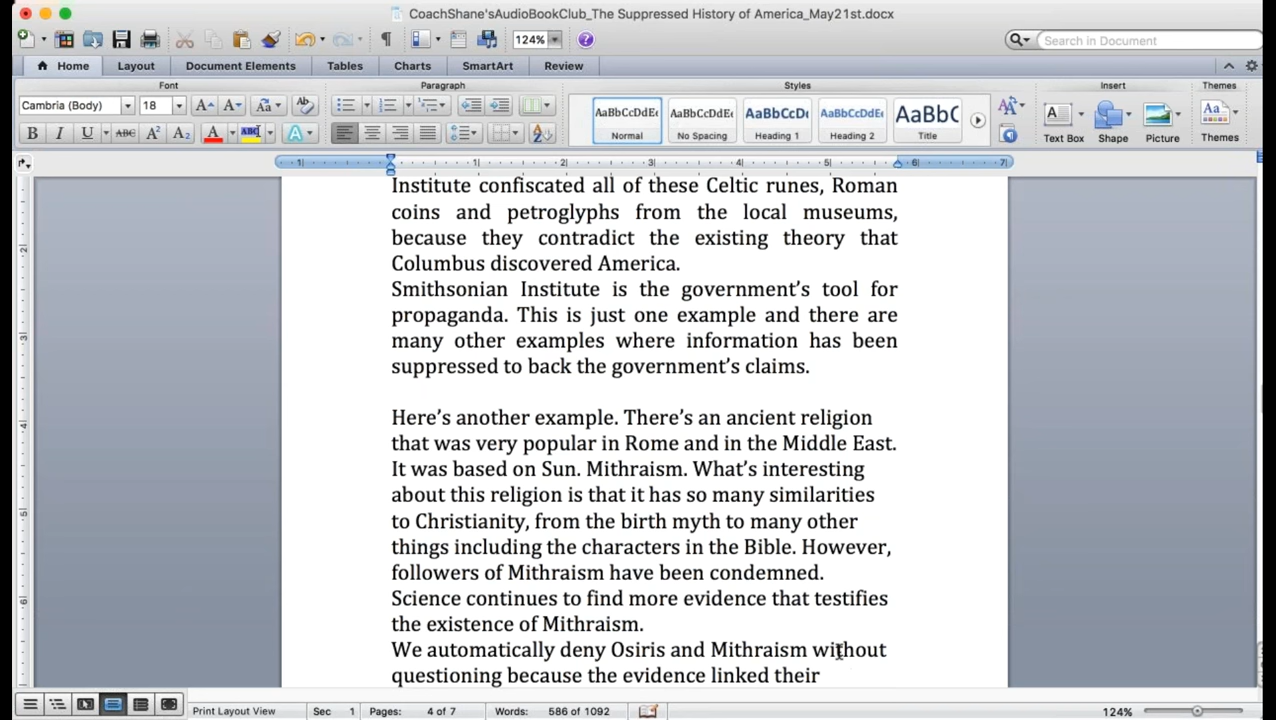 CoachShane'sAudioBookClub_The Suppressed History of America_May21st.docx
124%
Search in Document
Home Layout Document Elements Tables Charts SmartArt Review
Font Paragraph Styles Insert Themes
Cambria (Body) 18
AaBbCcDdEe AaBbCcDdEe AaBbCcDc AaBbCcDdEe AaBbC
Normal No Spacing Heading 1 Heading 2 Title
Text Box Shape Picture Themes
Institute confiscated all of these Celtic runes, Roman
coins and petroglyphs from the local museums,
because they contradict the existing theory that
Columbus discovered America.
Smithsonian Institute is the government's tool for
propaganda. This is just one example and there are
many other examples where information has been
suppressed to back the government's claims.
Here's another example. There's an ancient religion
that was very popular in Rome and in the Middle East.
It was based on Sun. Mithraism. What's interesting
about this religion is that it has so many similarities
to Christianity, from the birth myth to many other
things including the characters in the Bible. However,
followers of Mithraism have been condemned.
Science continues to find more evidence that testifies
the existence of Mithraism.
We automatically deny Osiris and Mithraism without
questioning because the evidence linked their
Print Layout View Sec 1 Pages: 4 of 7 Words: 586 of 1092 124%